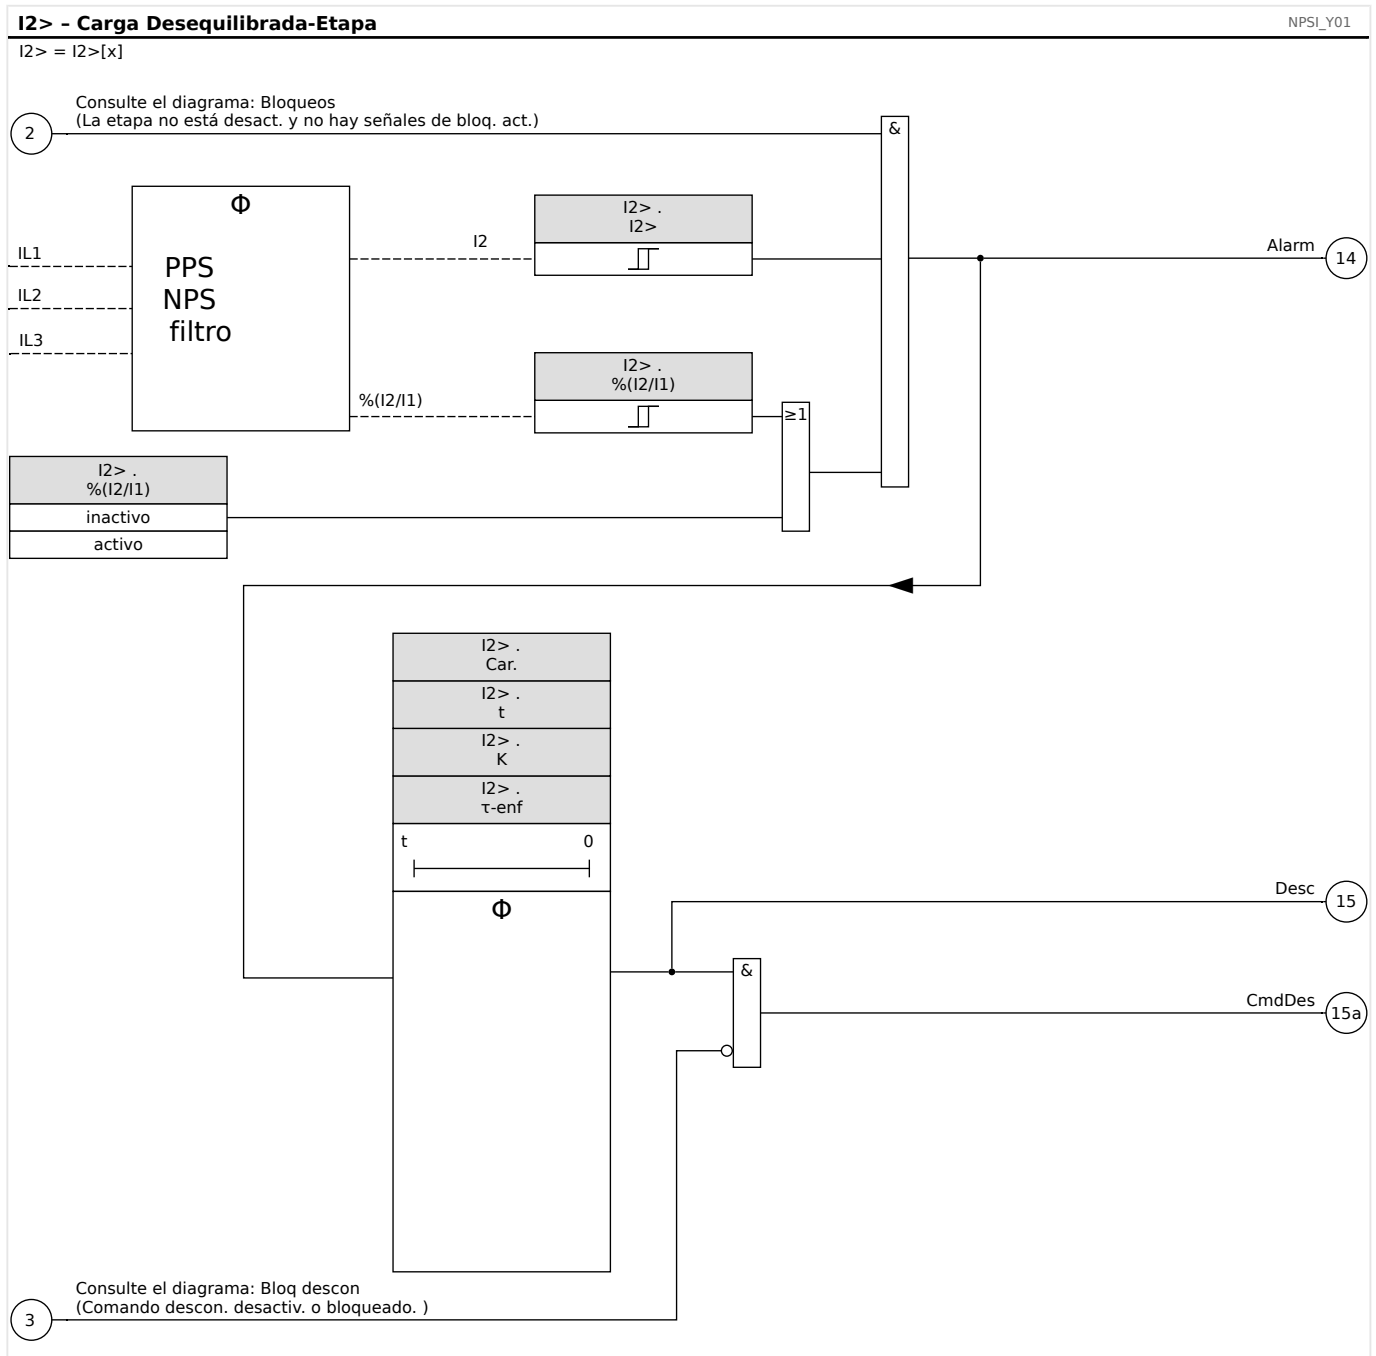 I2> – Carga Desequilibrada-Etapa
NPSI_Y01
I2> = I2>[x]
Consulte el diagrama: Bloqueos
(La etapa no está desact. y no hay señales de bloq. act.)
2
&
Φ
PPS
NPS
filtro
IL1
IL2
IL3
I2
I2> .
I2>
Alarm
14
%(I2/I1)
I2> .
%(I2/I1)
≥1
I2> .
%(I2/I1)
inactivo
activo
I2> .
Car.
I2> .
t
I2> .
K
I2> .
τ-enf
t 0
Φ
Desc
15
&
CmdDes
15a
Consulte el diagrama: Bloq descon
(Comando descon. desactiv. o bloqueado. )
3